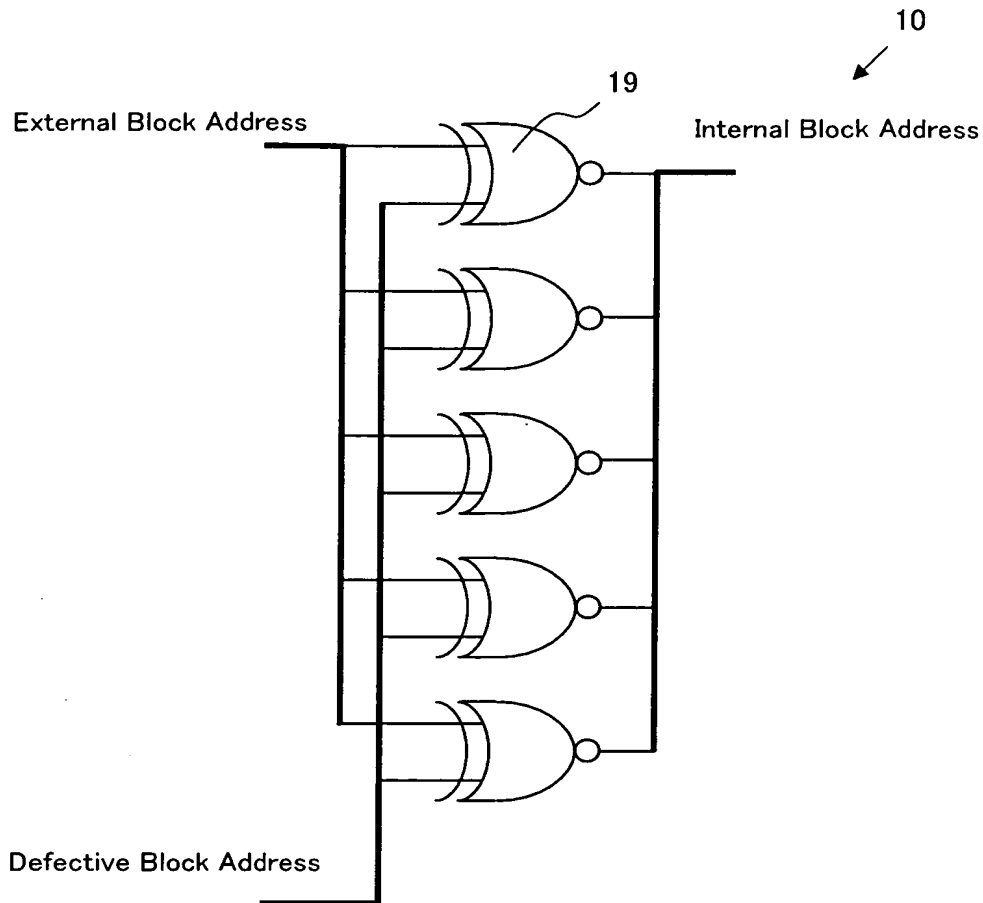 10
19
External Block Address
Internal Block Address
Defective Block Address